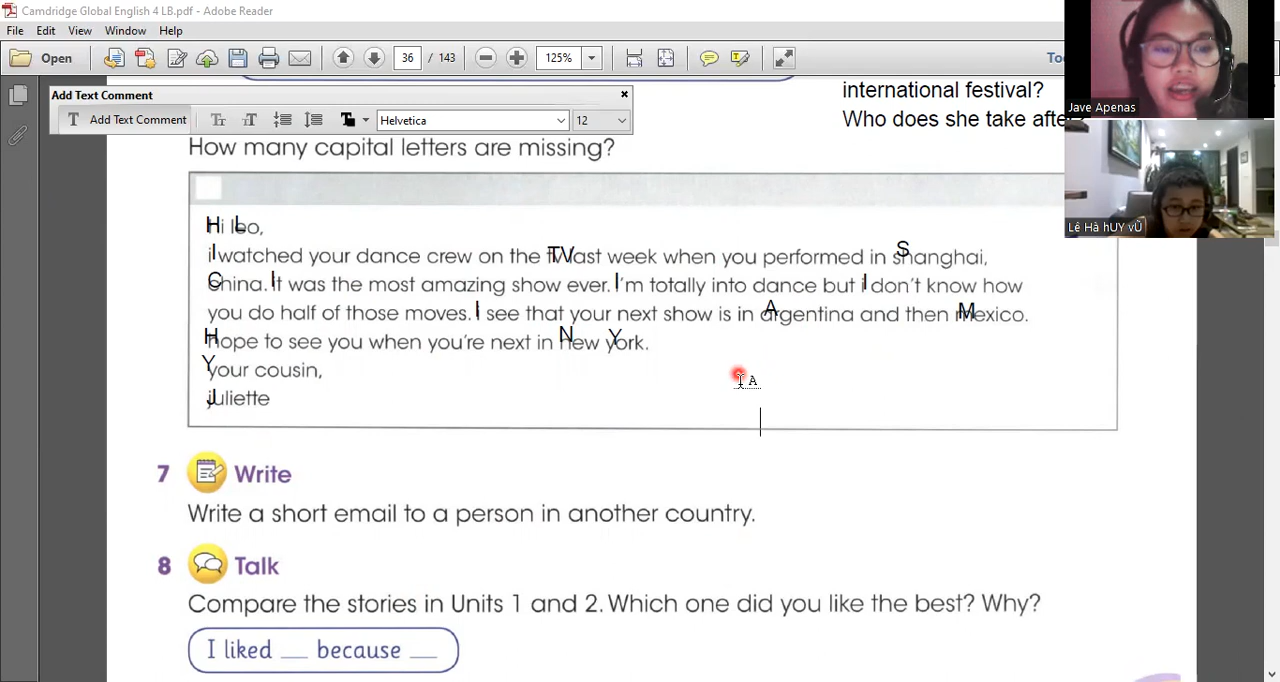 Camdridge Global English 4 LB.pdf - Adobe Reader
File Edit View Window Help
Open 36 / 143 125%
Add Text Comment
Add Text Comment Helvetica 12
international festival?
Who does she take after?
Jave Apenas
Lê Hà hUY vŨ
How many capital letters are missing?
Hi Leo,
I watched your dance crew on the TV last week when you performed in Shanghai,
China. It was the most amazing show ever. I'm totally into dance but I don't know how
you do half of those moves. I see that your next show is in Argentina and then Mexico.
Hope to see you when you're next in New York.
Your cousin,
Juliette
7 Write
Write a short email to a person in another country.
8 Talk
Compare the stories in Units 1 and 2. Which one did you like the best? Why?
I liked __ because __